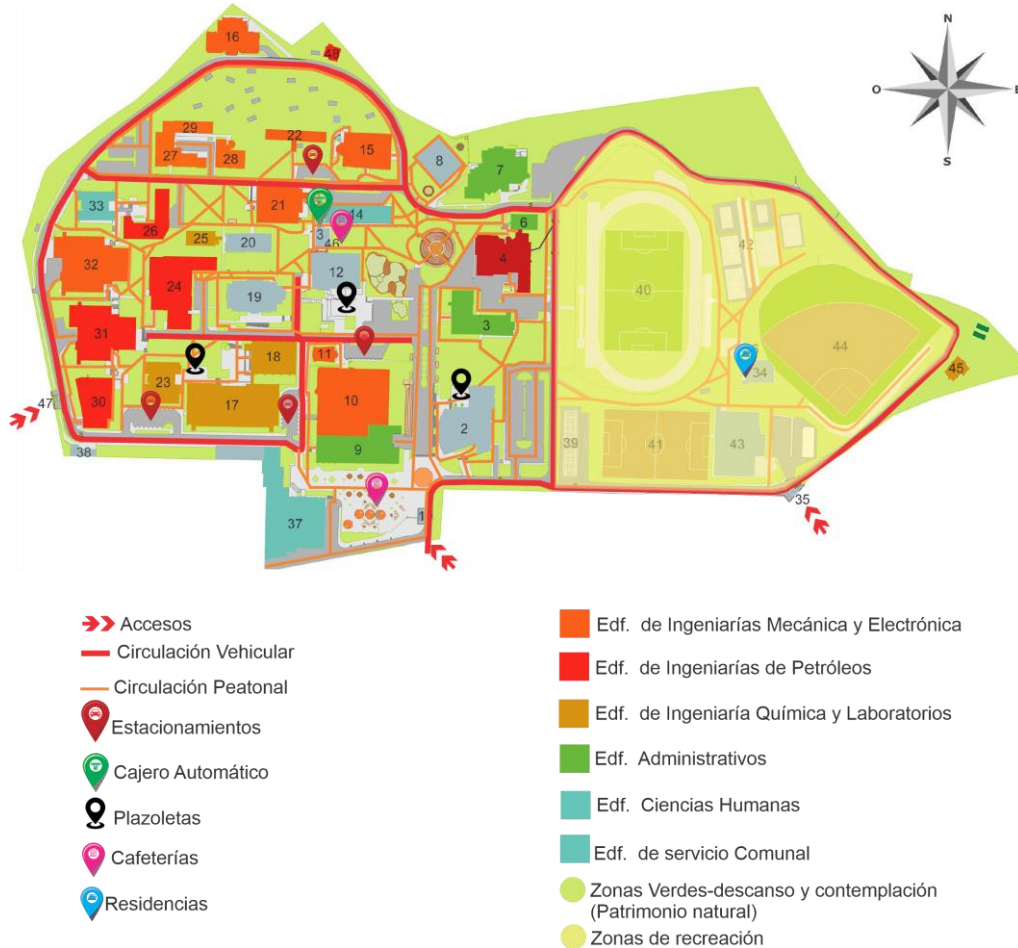 N
16
48
O
E
29
22
15
27
28
8
7
S
33
21
14
6
26
25
20
46
42
4
32
12
24
40
19
31
3
11
18
44
34
45
23
30
17
10
47
2
9
39
41
43
38
35
37
Accesos
Circulación Vehicular
Circulación Peatonal
Estacionamientos
Cajero Automático
Plazoletas
Cafeterías
Residencias
Edf. de Ingeniarías Mecánica y Electrónica
Edf. de Ingeniarías de Petróleos
Edf. de Ingeniaría Química y Laboratorios
Edf. Administrativos
Edf. Ciencias Humanas
Edf. de servicio Comunal
Zonas Verdes-descanso y contemplación
(Patrimonio natural)
Zonas de recreación